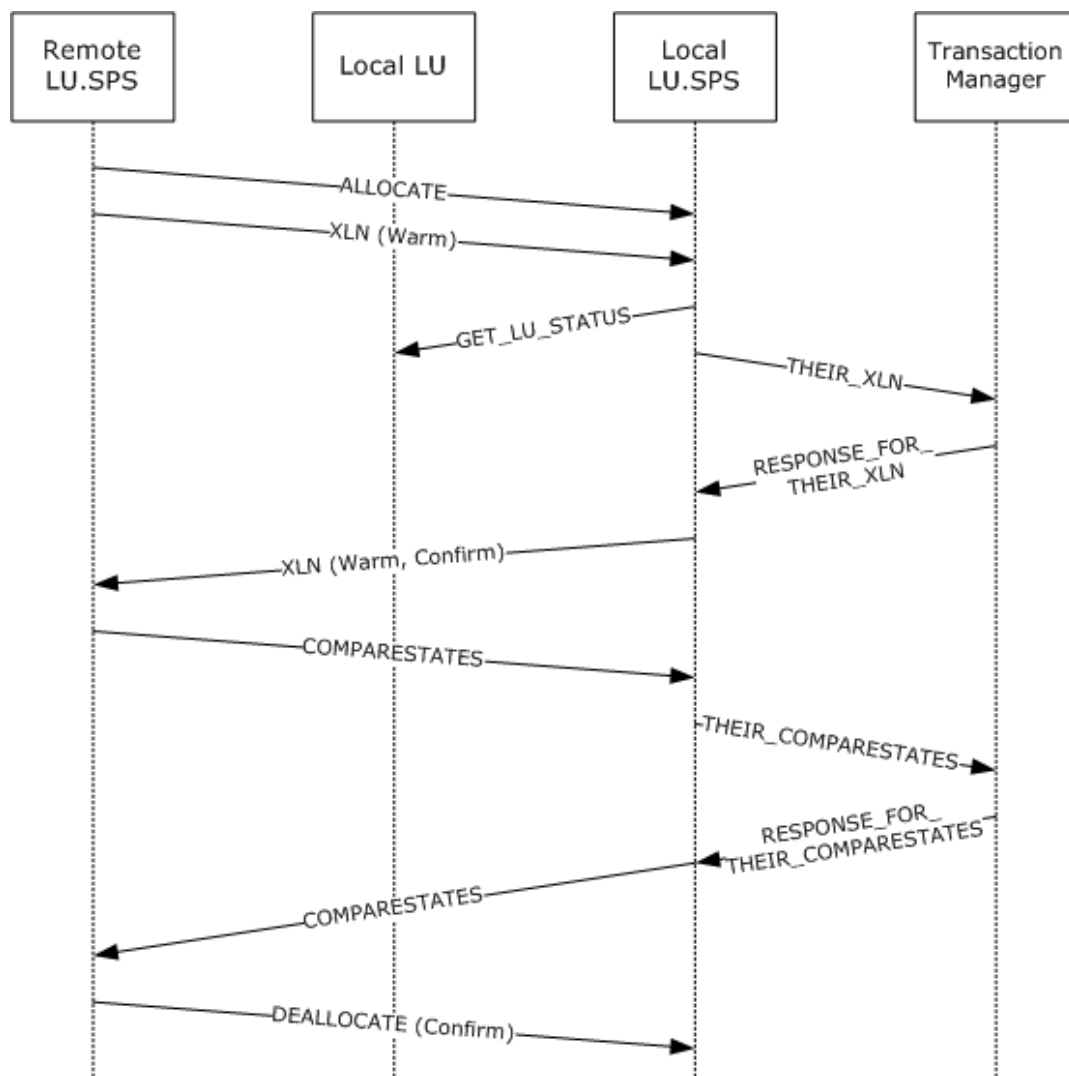 Remote
LU.SPS
Local LU
Local
LU.SPS
Transaction
Manager
ALLOCATE
XLN (Warm)
GET_LU_STATUS
THEIR_XLN
RESPONSE_FOR_
THEIR_XLN
XLN (Warm, Confirm)
COMPARESTATES
THEIR_COMPARESTATES
RESPONSE_FOR_
THEIR_COMPARESTATES
COMPARESTATES
DEALLOCATE (Confirm)